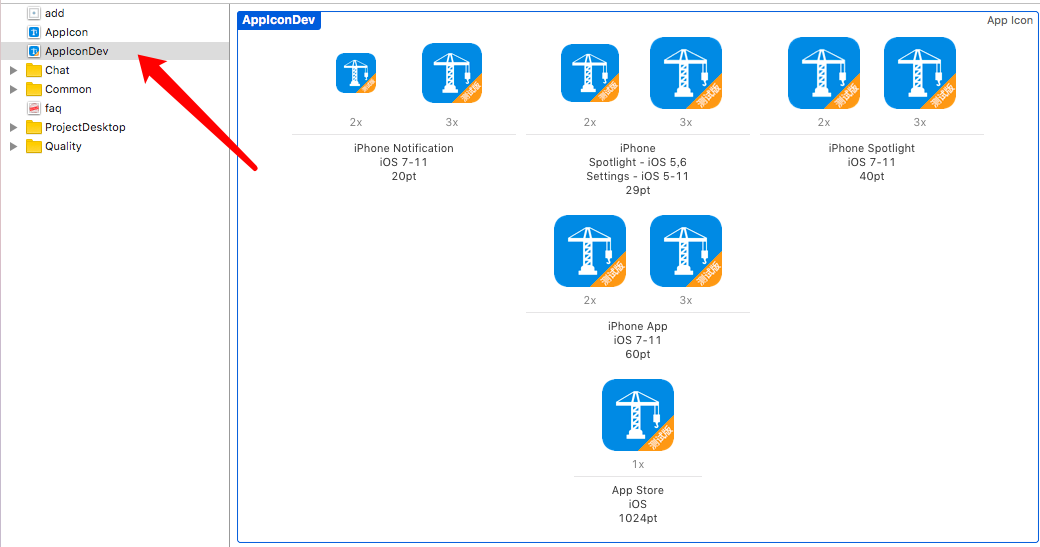 add
AppIcon
AppIconDev
Chat
Common
faq
ProjectDesktop
Quality
AppIconDev
App Icon
测试版
测试版
测试版
测试版
测试版
2x
3x
2x
3x
2x
3x
iPhone Notification
iOS 7-11
20pt
iPhone
Spotlight - iOS 5,6
Settings - iOS 5-11
29pt
iPhone Spotlight
iOS 7-11
40pt
测试版
测试版
2x
3x
iPhone App
iOS 7-11
60pt
测试版
1x
App Store
iOS
1024pt